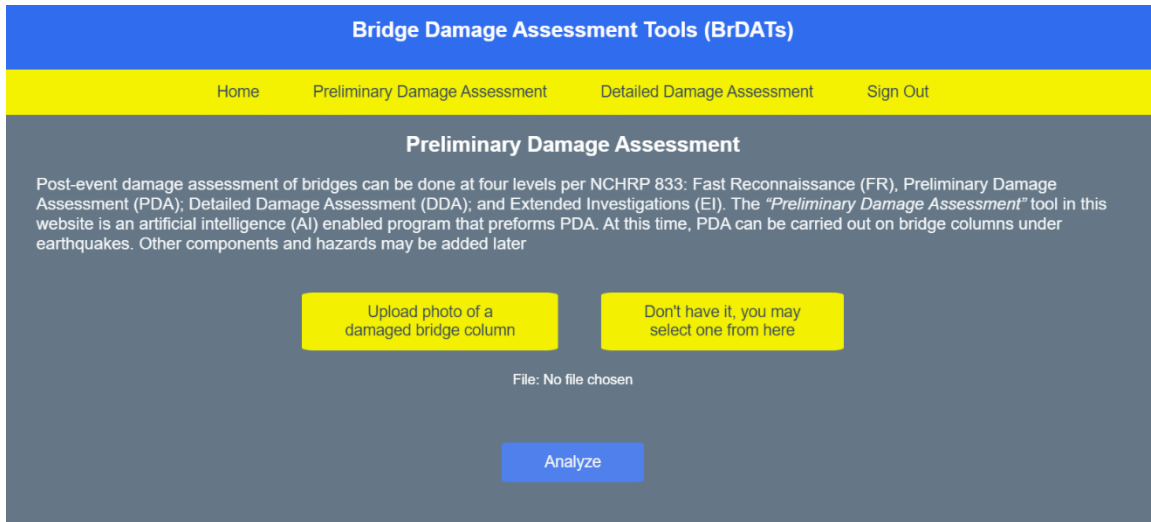 Bridge Damage Assessment Tools (BrDATs)
Home Preliminary Damage Assessment Detailed Damage Assessment Sign Out
Preliminary Damage Assessment
Post-event damage assessment of bridges can be done at four levels per NCHRP 833: Fast Reconnaissance (FR), Preliminary Damage
Assessment (PDA); Detailed Damage Assessment (DDA); and Extended Investigations (EI). The “Preliminary Damage Assessment” tool in this
website is an artificial intelligence (AI) enabled program that preforms PDA. At this time, PDA can be carried out on bridge columns under
earthquakes. Other components and hazards may be added later
Upload photo of a
damaged bridge column
Don't have it, you may
select one from here
File: No file chosen
Analyze